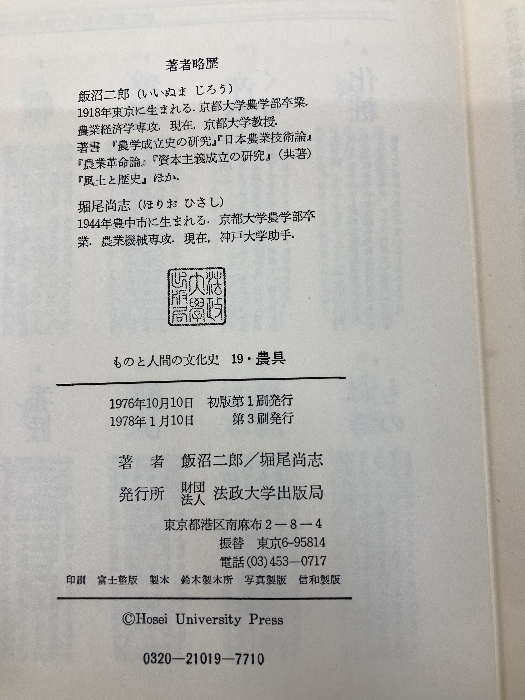 著者略歴
飯沼二郎（いいぬま じろう）
1918年東京に生まれる．京都大学農学部卒業．
農業経済学専攻．現在，京都大学教授．
著書 『農学成立史の研究』『日本農業技術論』
『農業革命論』『資本主義成立の研究』（共著）
『風土と歴史』ほか．
堀尾尚志（ほりお ひさし）
1944年豊中市に生まれる．京都大学農学部卒
業．農業機械専攻．現在，神戸大学助手．
法政
大學
出版局
ものと人間の文化史 19・農具
1976年10月10日 初版第1刷発行
1978年1月10日 第3刷発行
著 者 飯沼二郎／堀尾尚志
発行所 財団法人 法政大学出版局
東京都港区南麻布2－8－4
振替 東京6-95814
電話(03)453－0717
印刷 富士整版 製本 鈴木製本所 写真製版 信和製版
©Hosei University Press
0320－21019－7710